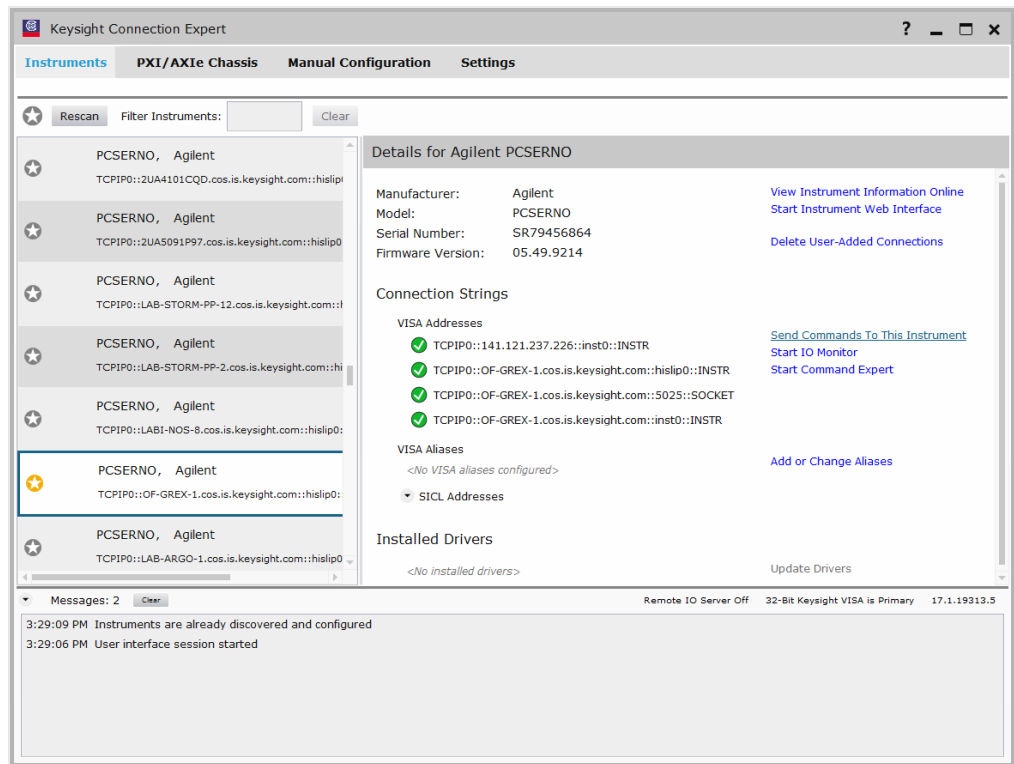 Keysight Connection Expert
?
Instruments PXI/AXIe Chassis Manual Configuration Settings
Rescan Filter Instruments: Clear
PCSERNO, Agilent
TCPIP0::2UA4101CQD.cos.is.keysight.com::hislip
PCSERNO, Agilent
TCPIP0::2UA5091P97.cos.is.keysight.com::hislip0
PCSERNO, Agilent
TCPIP0::LAB-STORM-PP-12.cos.is.keysight.com::h
PCSERNO, Agilent
TCPIP0::LAB-STORM-PP-2.cos.is.keysight.com::hi
PCSERNO, Agilent
TCPIP0::LABI-NOS-8.cos.is.keysight.com::hislip0:
PCSERNO, Agilent
TCPIP0::OF-GREX-1.cos.is.keysight.com::hislip0:
PCSERNO, Agilent
TCPIP0::LAB-ARGO-1.cos.is.keysight.com::hislip0
Details for Agilent PCSERNO
Manufacturer: Agilent
Model: PCSERNO
Serial Number: SR79456864
Firmware Version: 05.49.9214
View Instrument Information Online
Start Instrument Web Interface
Delete User-Added Connections
Connection Strings
VISA Addresses
TCPIP0::141.121.237.226::inst0::INSTR
TCPIP0::OF-GREX-1.cos.is.keysight.com::hislip0::INSTR
TCPIP0::OF-GREX-1.cos.is.keysight.com::5025::SOCKET
TCPIP0::OF-GREX-1.cos.is.keysight.com::inst0::INSTR
Send Commands To This Instrument
Start IO Monitor
Start Command Expert
VISA Aliases
<No VISA aliases configured>
Add or Change Aliases
SICL Addresses
Installed Drivers
<No installed drivers>
Update Drivers
Messages: 2 Clear
Remote IO Server Off 32-Bit Keysight VISA is Primary 17.1.19313.5
3:29:09 PM Instruments are already discovered and configured
3:29:06 PM User interface session started